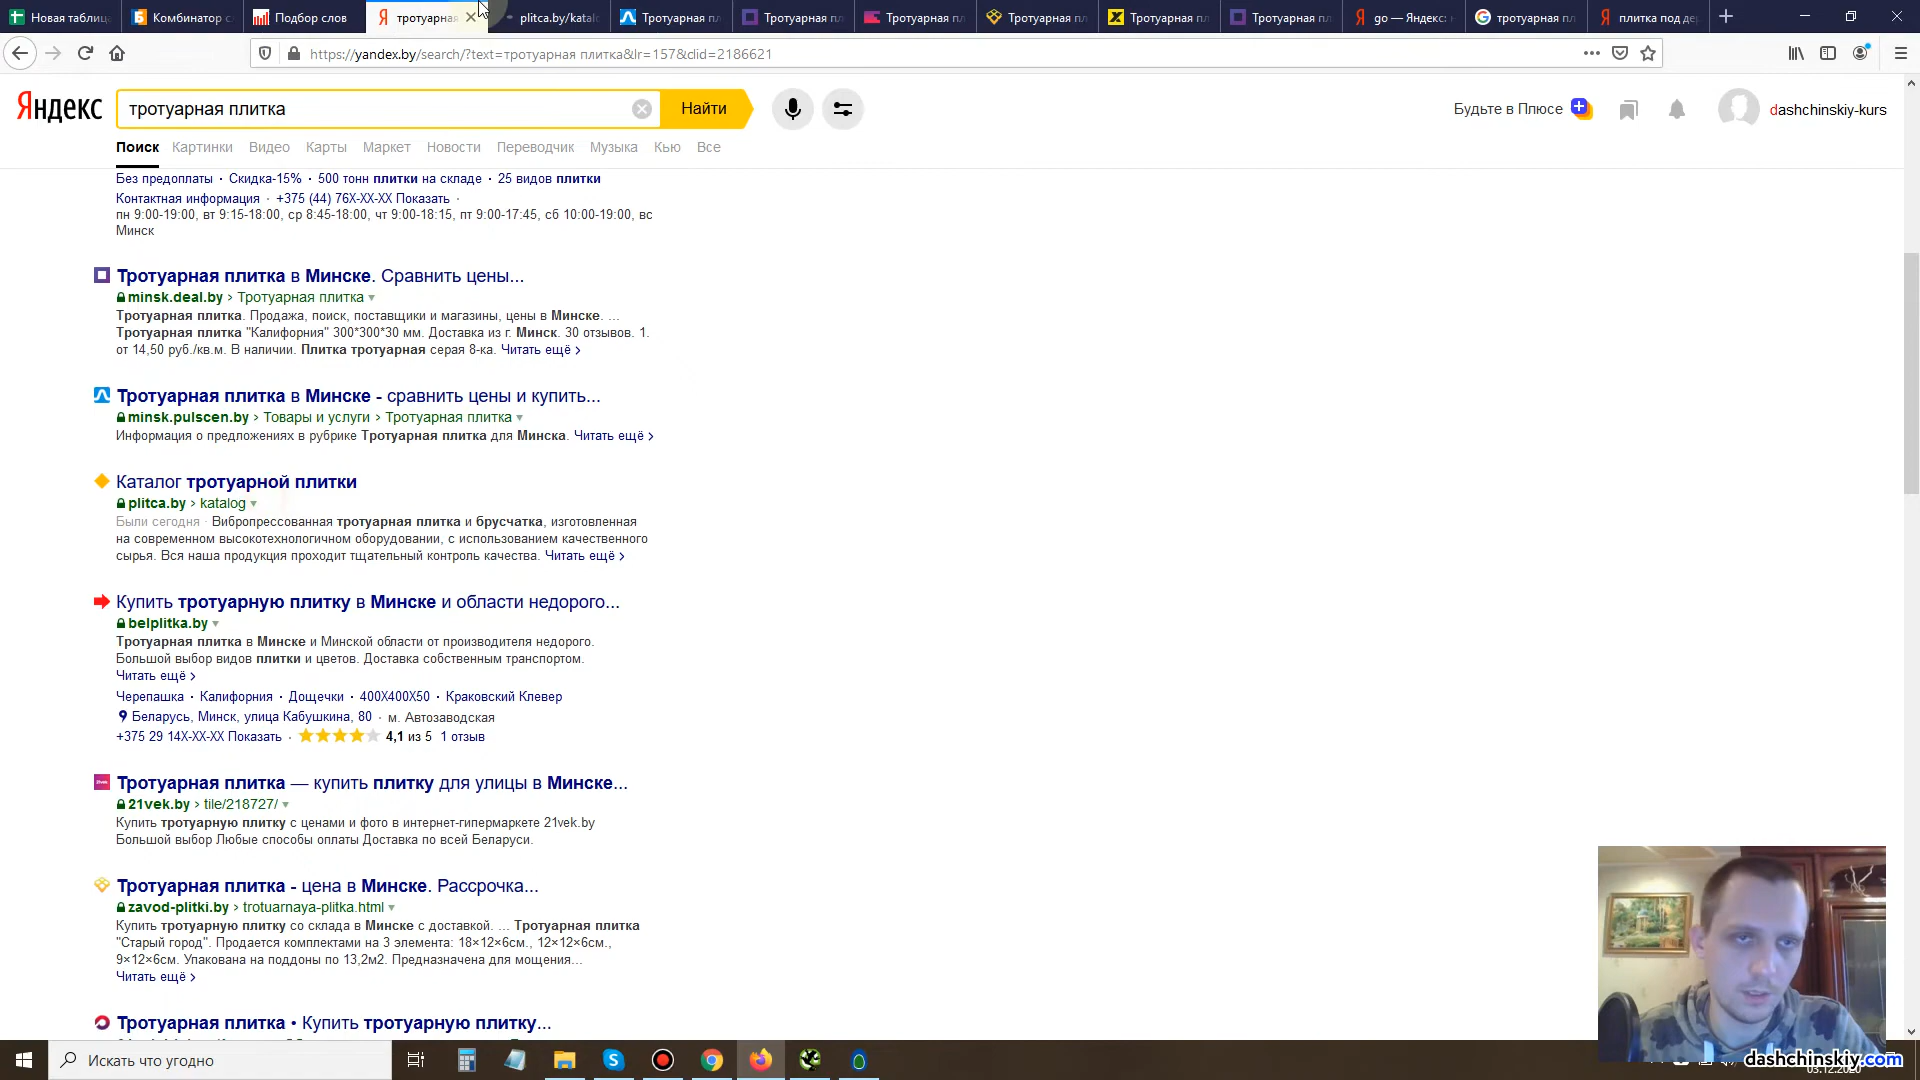 Новая таблица
Комбинатор с
Подбор слов
тротуарная
plitca.by/katalo
Тротуарная пл
Тротуарная пл
Тротуарная пл
Тротуарная пл
Тротуарная пл
Тротуарная пл
go — Яндекс: н
тротуарная пл
плитка под дер
https://yandex.by/search/?text=тротуарная плитка&lr=157&clid=2186621
Яндекс
тротуарная плитка
Найти
Будьте в Плюсе
dashchinskiy-kurs
Поиск Картинки Видео Карты Маркет Новости Переводчик Музыка Кью Все
Без предоплаты · Скидка-15% · 500 тонн плитки на складе · 25 видов плитки
Контактная информация · +375 (44) 76X-XX-XX Показать ·
пн 9:00-19:00, вт 9:15-18:00, ср 8:45-18:00, чт 9:00-18:15, пт 9:00-17:45, сб 10:00-19:00, вс
Минск
Тротуарная плитка в Минске. Сравнить цены...
minsk.deal.by › Тротуарная плитка
Тротуарная плитка. Продажа, поиск, поставщики и магазины, цены в Минске. ...
Тротуарная плитка "Калифорния" 300*300*30 мм. Доставка из г. Минск. 30 отзывов. 1.
от 14,50 руб./кв.м. В наличии. Плитка тротуарная серая 8-ка. Читать ещё ›
Тротуарная плитка в Минске - сравнить цены и купить...
minsk.pulscen.by › Товары и услуги › Тротуарная плитка
Информация о предложениях в рубрике Тротуарная плитка для Минска. Читать ещё ›
Каталог тротуарной плитки
plitca.by › katalog
Были сегодня · Вибропрессованная тротуарная плитка и брусчатка, изготовленная
на современном высокотехнологичном оборудовании, с использованием качественного
сырья. Вся наша продукция проходит тщательный контроль качества. Читать ещё ›
Купить тротуарную плитку в Минске и области недорого...
belplitka.by
Тротуарная плитка в Минске и Минской области от производителя недорого.
Большой выбор видов плитки и цветов. Доставка собственным транспортом.
Читать ещё ›
Черепашка · Калифорния · Дощечки · 400X400X50 · Краковский Клевер
Беларусь, Минск, улица Кабушкина, 80 · м. Автозаводская
+375 29 14X-XX-XX Показать · 4,1 из 5 1 отзыв
Тротуарная плитка — купить плитку для улицы в Минске...
21vek.by › tile/218727/
Купить тротуарную плитку с ценами и фото в интернет-гипермаркете 21vek.by
Большой выбор Любые способы оплаты Доставка по всей Беларуси.
Тротуарная плитка - цена в Минске. Рассрочка...
zavod-plitki.by › trotuarnaya-plitka.html
Купить тротуарную плитку со склада в Минске с доставкой. ... Тротуарная плитка
"Старый город". Продается комплектами на 3 элемента: 18×12×6см., 12×12×6см.,
9×12×6см. Упакована на поддоны по 13,2м2. Предназначена для мощения...
Читать ещё ›
Тротуарная плитка • Купить тротуарную плитку...
Искать что угодно
dashchinskiy.com
03.12.2020